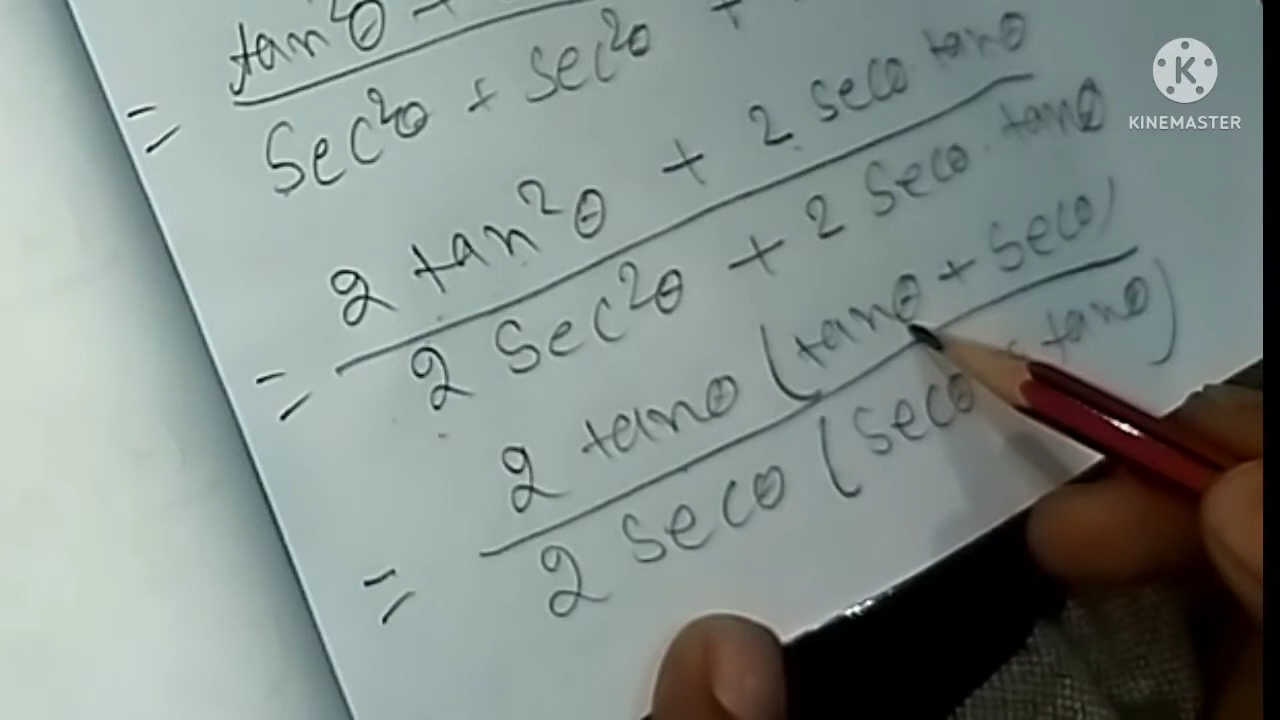 tan²θ +
= ―――
sec²θ + sec²θ +
2 tan²θ + 2 secθ tanθ
= ―――
2 sec²θ + 2 secθ . tanθ
2 tanθ (tanθ + secθ)
= ―――
2 secθ (secθ + tanθ)
K
KINEMASTER